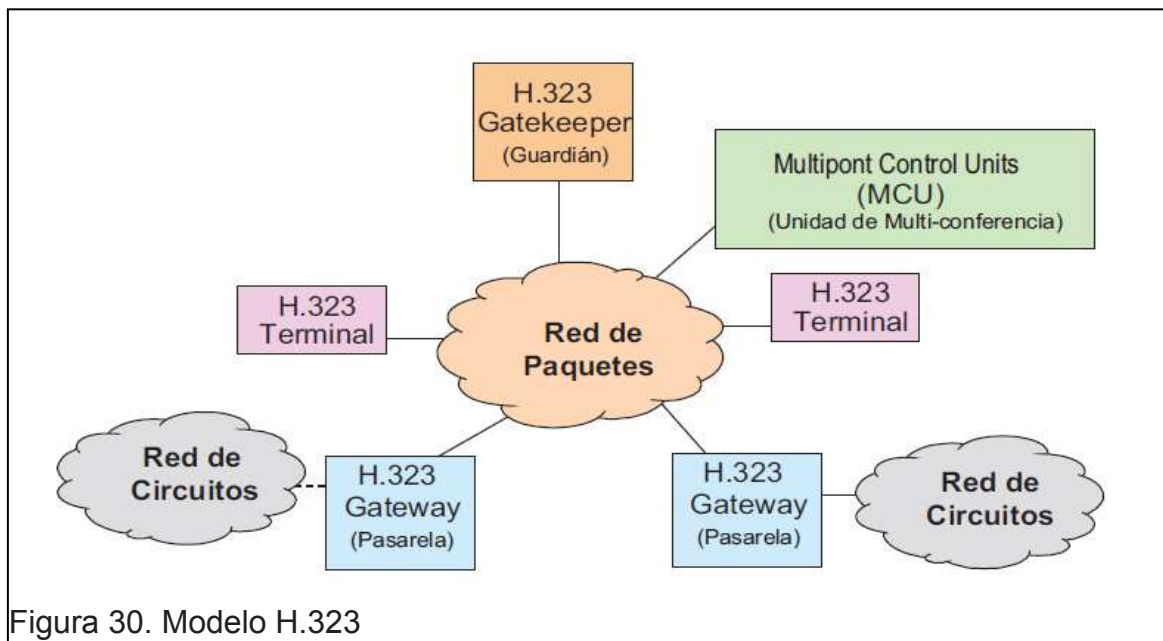 H.323
Gatekeeper
(Guardián)
Multipont Control Units
(MCU)
(Unidad de Multi-conferencia)
H.323
Terminal
H.323
Terminal
Red de
Paquetes
Red de
Circuitos
H.323
Gateway
(Pasarela)
H.323
Gateway
(Pasarela)
Red de
Circuitos
Figura 30. Modelo H.323